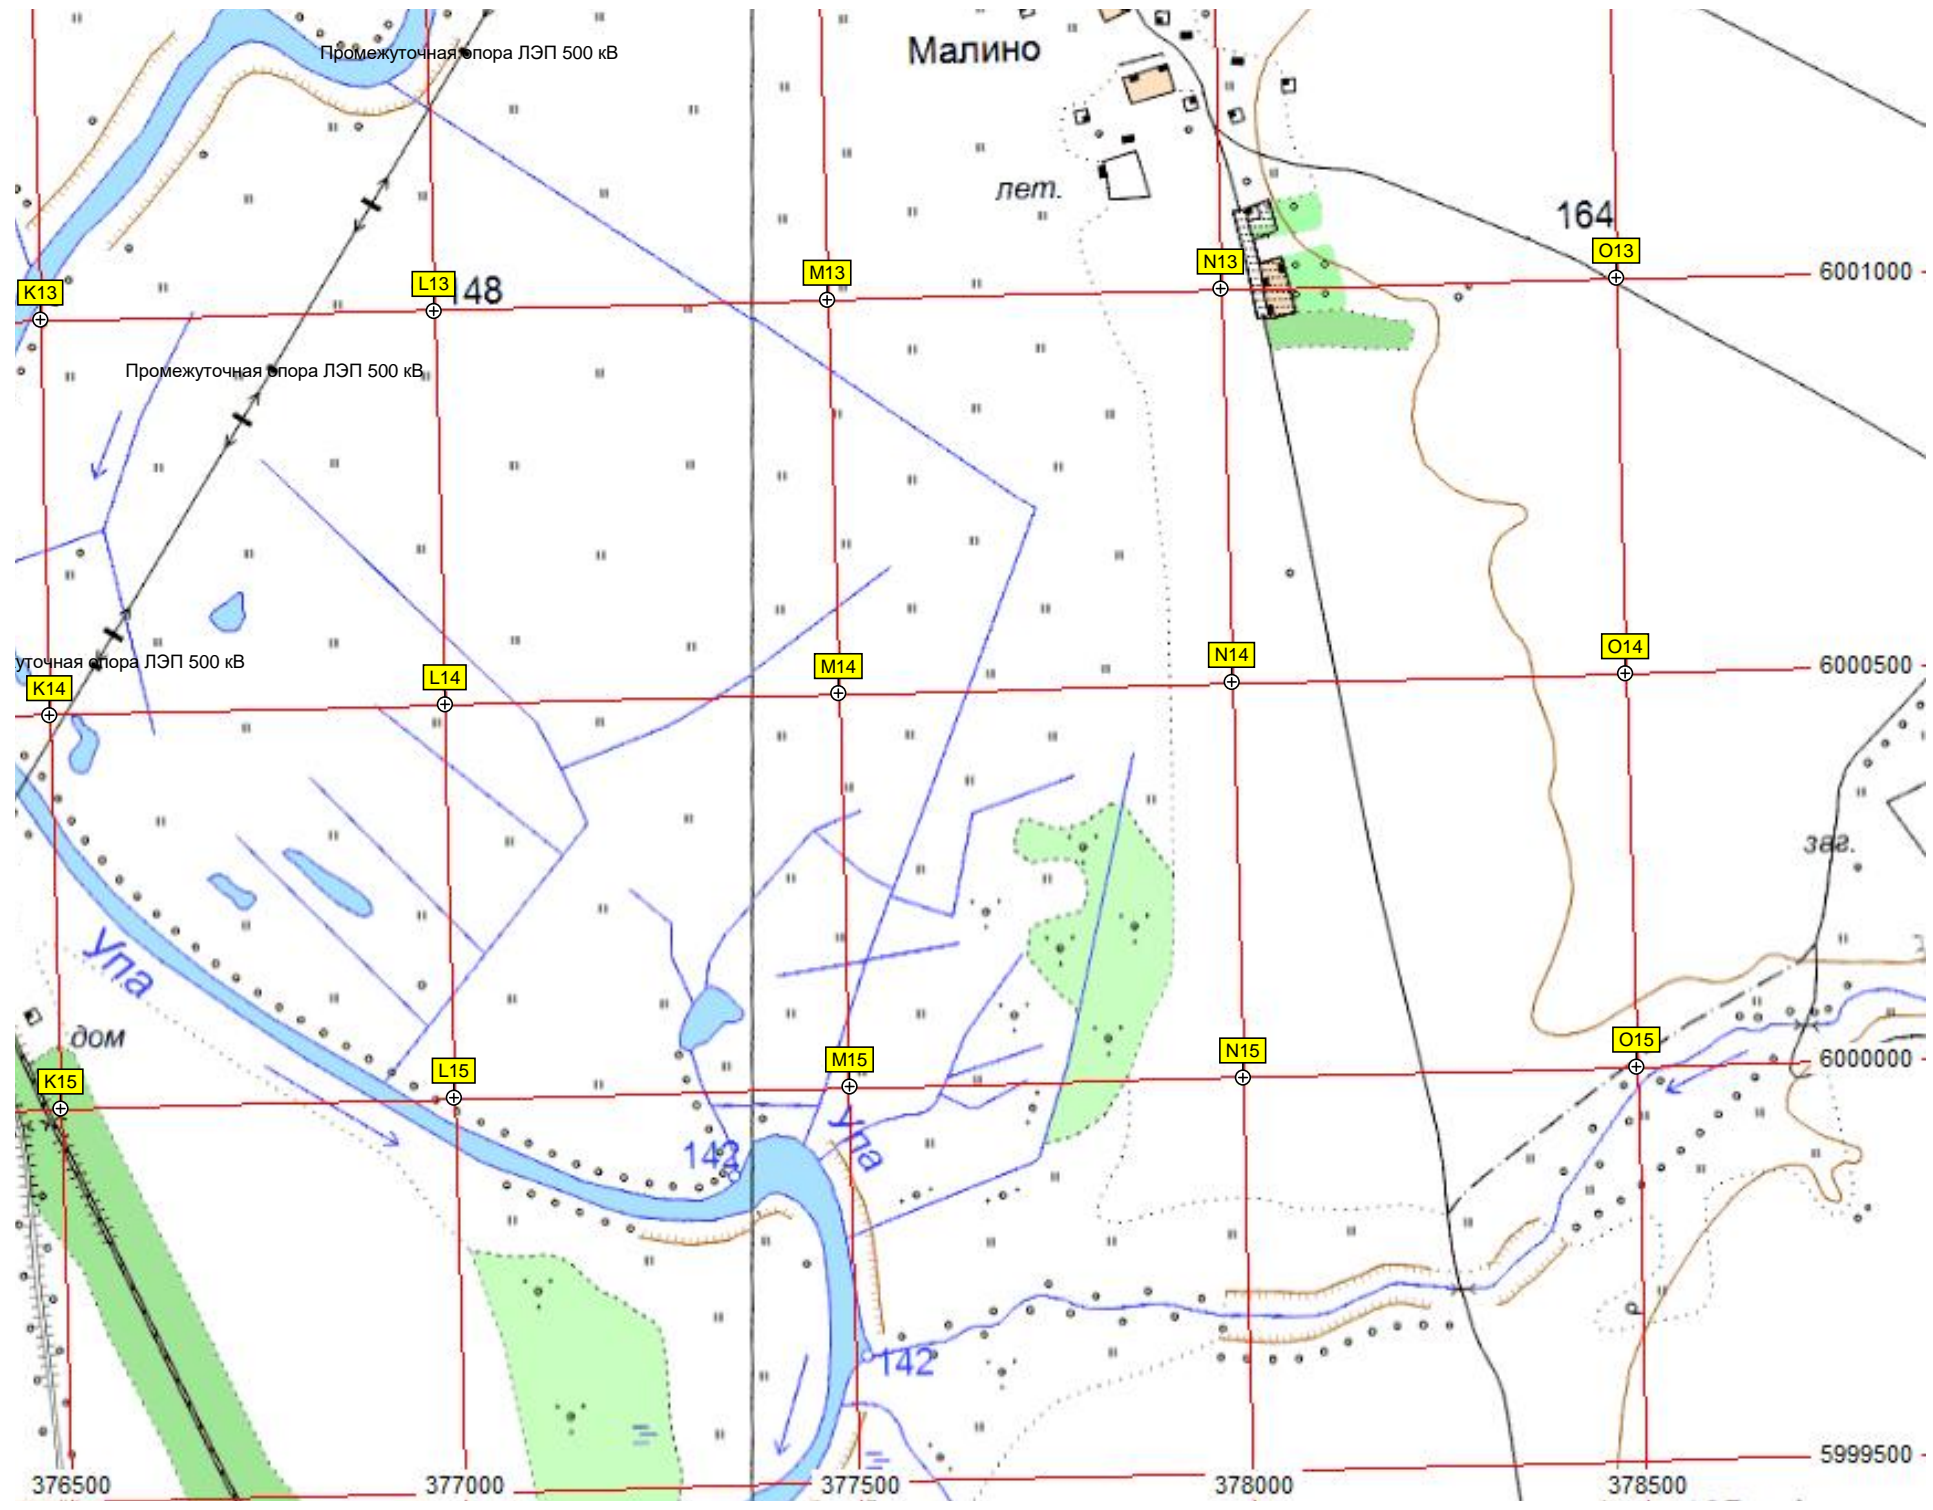 Малино
Промежуточная опора ЛЭП 500 кВ
лет.
164
O13
N13
6001000
M13
L13
148
K13
Промежуточная опора ЛЭП 500 кВ
O14
N14
6000500
уточная опора ЛЭП 500 кВ
M14
L14
K14
звг.
Упа
дом
O15
N15
6000000
M15
L15
K15
Упа
142
142
5999500
376500
377000
377500
378000
378500